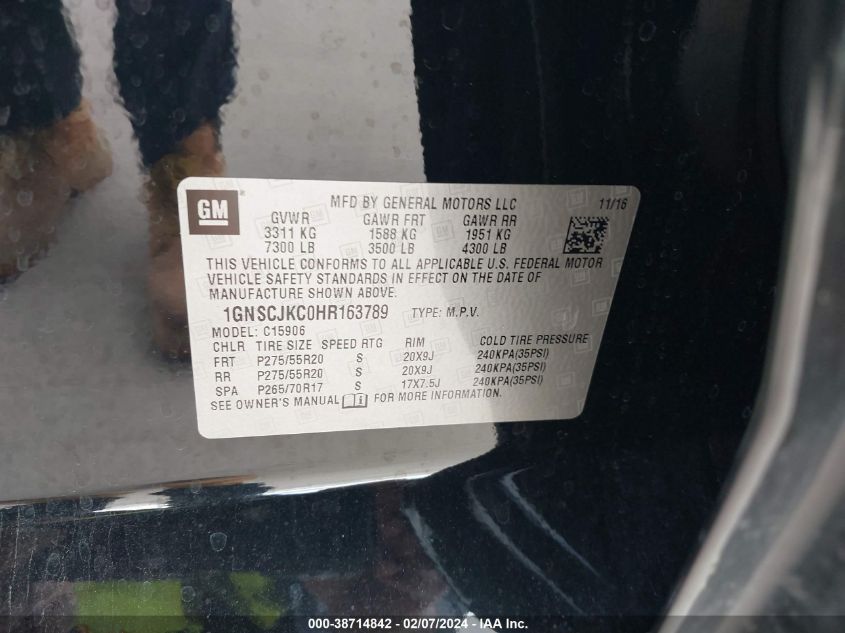 GM
MFD BY GENERAL MOTORS LLC 11/16
GVWR GAWR FRT GAWR RR
3311 KG 1588 KG 1951 KG
7300 LB 3500 LB 4300 LB
THIS VEHICLE CONFORMS TO ALL APPLICABLE U.S. FEDERAL MOTOR
VEHICLE SAFETY STANDARDS IN EFFECT ON THE DATE OF
MANUFACTURE SHOWN ABOVE.
1GNSCJKC0HR163789 TYPE: M.P.V.
MODEL: C15906
CHLR TIRE SIZE SPEED RTG RIM COLD TIRE PRESSURE
FRT P275/55R20 S 20X9J 240KPA(35PSI)
RR P275/55R20 S 20X9J 240KPA(35PSI)
SPA P265/70R17 S 17X7.5J 240KPA(35PSI)
SEE OWNER'S MANUAL FOR MORE INFORMATION.
000-38714842 - 02/07/2024 - IAA Inc.